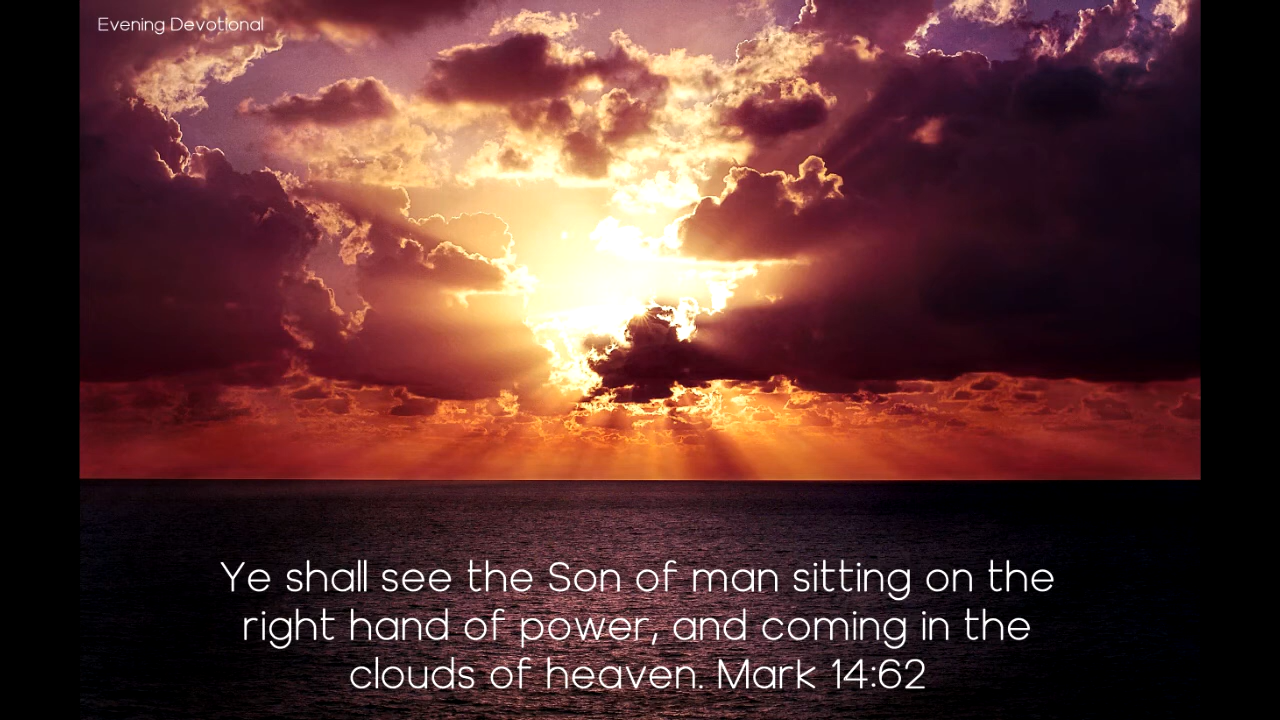 Evening Devotional
Ye shall see the Son of man sitting on the
right hand of power, and coming in the
clouds of heaven. Mark 14:62